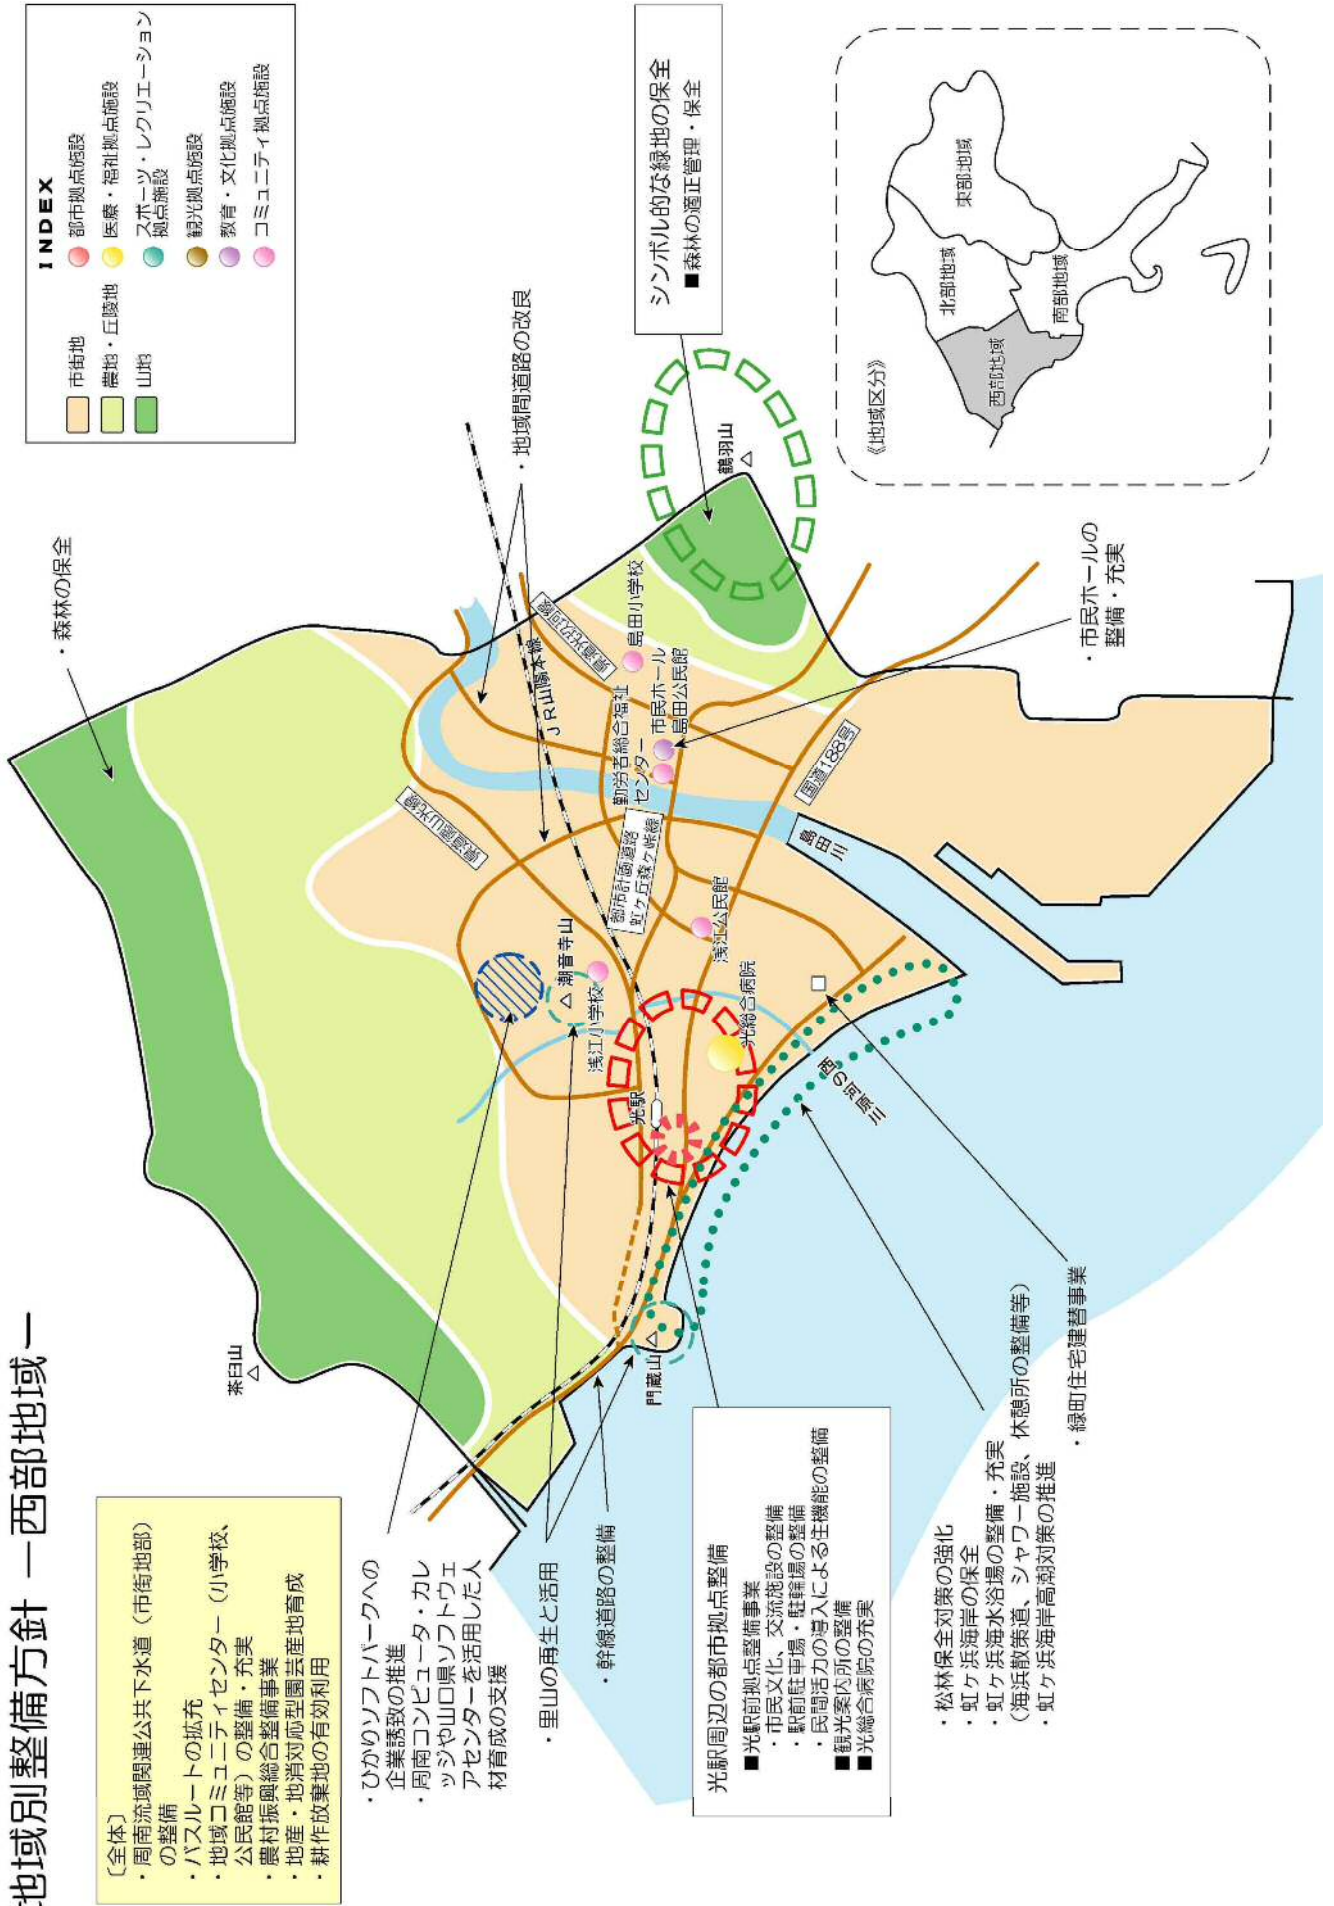 地域別整備方針 ー西部地域ー
〔全体〕
・周南流域関連公共下水道（市街地部）
の整備
・バスルートの拡充
・地域コミュニティセンター（小学校、
公民館等）の整備・充実
・農村振興総合整備事業
・地産・地消対応型園芸産地育成
・耕作放棄地の有効利用
INDEX
市街地
農地・丘陵地
山地
都市拠点施設
医療・福祉拠点施設
スポーツ・レクリエーション
拠点施設
観光拠点施設
教育・文化拠点施設
コミュニティ拠点施設
・森林の保全
茶臼山
・地域間道路の改良
・ひかりソフトパークへの
企業誘致の推進
・周南コンピュータ・カレ
ッジや山口県ソフトウェ
アセンターを活用した人
材育成の支援
・里山の再生と活用
・幹線道路の整備
県道徳山光線
県道光玖珂線
JR山陽本線
潮音寺山
浅江小学校
島田小学校
勤労者総合福祉
センター
市民ホール
島田公民館
都市計画道路
虹ヶ丘森ヶ峠線
光駅
門蔵山
浅江公民館
光総合病院
国道188号
島田川
西の河原川
鶴羽山
シンボル的な緑地の保全
■森林の適正管理・保全
・市民ホールの
整備・充実
光駅周辺の都市拠点整備
■光駅前拠点整備事業
・市民文化、交流施設の整備
・駅前駐車場・駐輪場の整備
・民間活力の導入による住機能の整備
■観光案内所の整備
■光総合病院の充実
・松林保全対策の強化
・虹ヶ浜海岸の保全
・虹ヶ浜海水浴場の整備・充実
（海浜散策道、シャワー施設、休憩所の整備等）
・虹ヶ浜海岸高潮対策の推進
・緑町住宅建替事業
《地域区分》
西部地域
北部地域
東部地域
南部地域